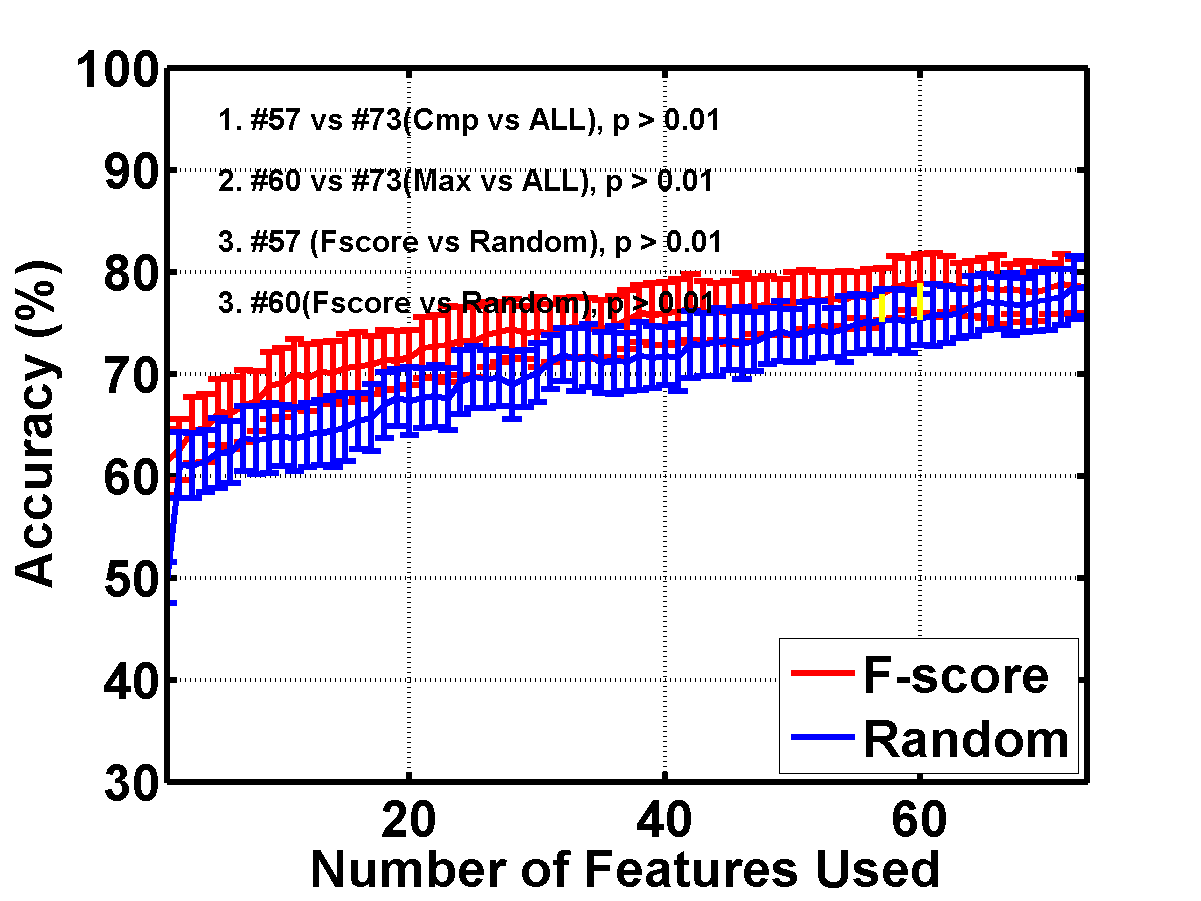 100
90
80
70
60
50
40
30
1. #57 vs #73(Cmp vs ALL), p > 0.01
2. #60 vs #73(Max vs ALL), p > 0.01
3. #57 (Fscore vs Random), p > 0.01
3. #60(Fscore vs Random), p > 0.01
Accuracy (%)
F-score
Random
20 40 60
Number of Features Used